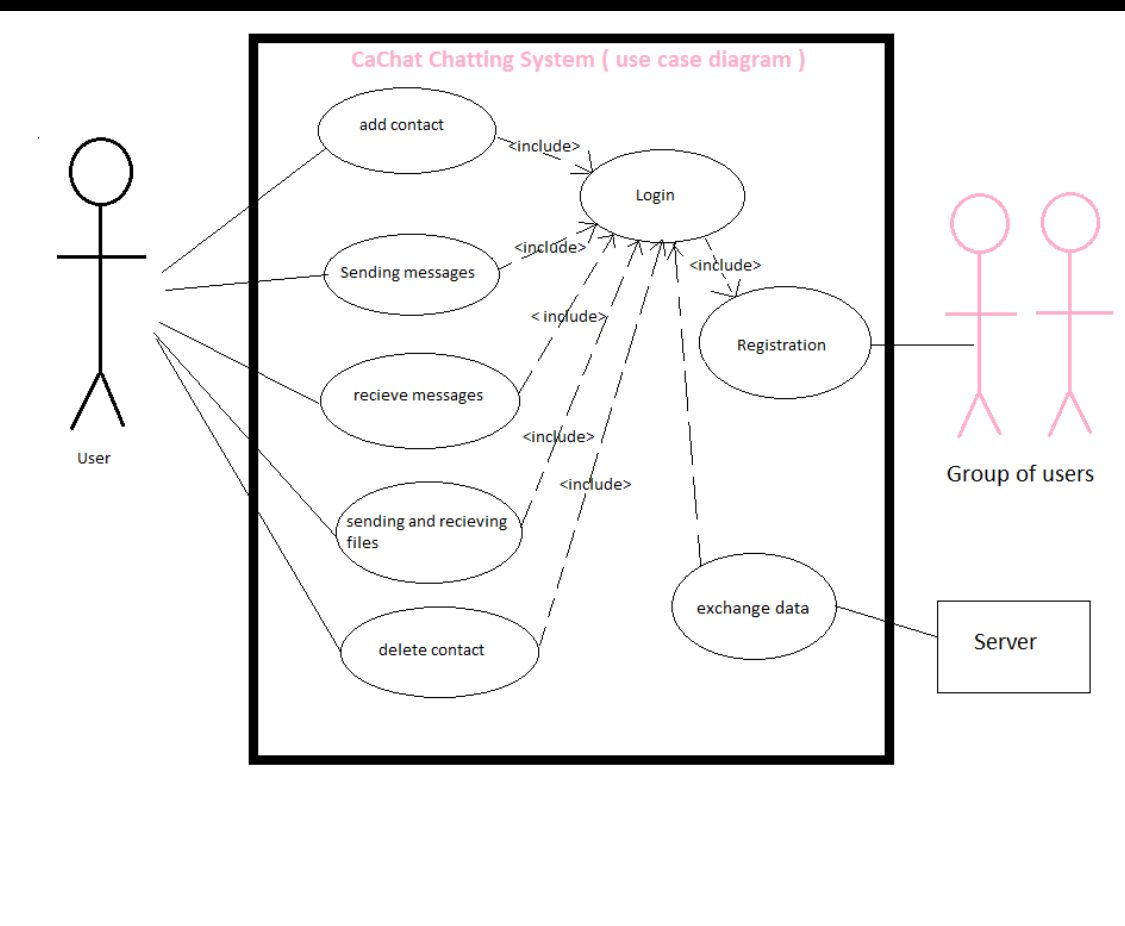 CaChat Chatting System ( use case diagram )
add contact
<include>
Login
Sending messages
<include>
<include>
< include>
Registration
recieve messages
<include>
User
Group of users
<include>
sending and recieving
files
exchange data
Server
delete contact